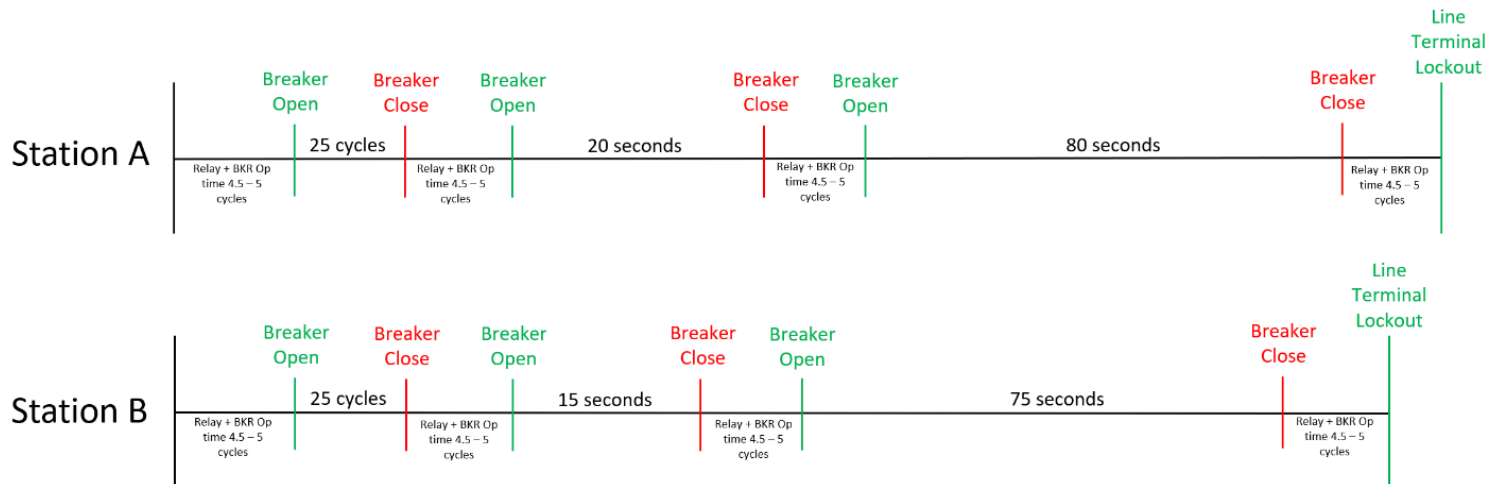 Line
Terminal
Lockout
Breaker
Open
Breaker
Close
Breaker
Open
Breaker
Close
Breaker
Open
Breaker
Close
Station A
25 cycles
20 seconds
80 seconds
Relay + BKR Op
time 4.5 – 5
cycles
Relay + BKR Op
time 4.5 – 5
cycles
Relay + BKR Op
time 4.5 – 5
cycles
Relay + BKR Op
time 4.5 – 5
cycles
Line
Terminal
Lockout
Breaker
Open
Breaker
Close
Breaker
Open
Breaker
Close
Breaker
Open
Breaker
Close
Station B
25 cycles
15 seconds
75 seconds
Relay + BKR Op
time 4.5 – 5
cycles
Relay + BKR Op
time 4.5 – 5
cycles
Relay + BKR Op
time 4.5 – 5
cycles
Relay + BKR Op
time 4.5 – 5
cycles